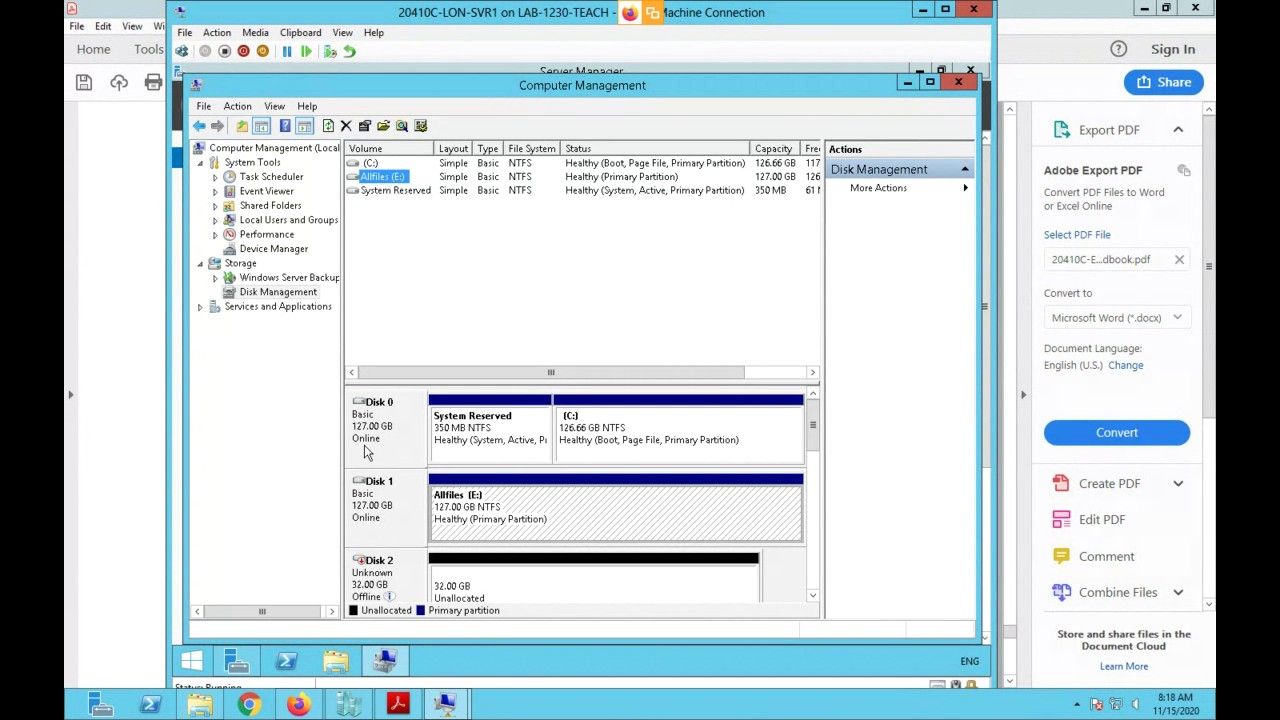 20410C-LON-SVR1 on LAB-1230-TEACH -
Machine Connection
File Action Media Clipboard View Help
File Edit View
Home Tools
Sign In
Share
Server Manager
Computer Management
File Action View Help
Computer Management (Local
System Tools
Task Scheduler
Event Viewer
Shared Folders
Local Users and Groups
Performance
Device Manager
Storage
Windows Server Backup
Disk Management
Services and Applications
Volume Layout Type File System Status Capacity Fre
(C:) Simple Basic NTFS Healthy (Boot, Page File, Primary Partition) 126.66 GB 117
Allfiles (E:) Simple Basic NTFS Healthy (Primary Partition) 127.00 GB 126
System Reserved Simple Basic NTFS Healthy (System, Active, Primary Partition) 350 MB 61
Actions
Disk Management
More Actions
Disk 0
Basic
127.00 GB
Online
System Reserved
350 MB NTFS
Healthy (System, Active, P
(C:)
126.66 GB NTFS
Healthy (Boot, Page File, Primary Partition)
Disk 1
Basic
127.00 GB
Online
Allfiles (E:)
127.00 GB NTFS
Healthy (Primary Partition)
Disk 2
Unknown
32.00 GB
Offline
32.00 GB
Unallocated
Unallocated Primary partition
ENG
Export PDF
Adobe Export PDF
Convert PDF Files to Word
or Excel Online
Select PDF File
20410C-E...dbook.pdf
Convert to
Microsoft Word (*.docx)
Document Language:
English (U.S.) Change
Convert
Create PDF
Edit PDF
Comment
Combine Files
Store and share files in the
Document Cloud
Learn More
Status: Running
8:18 AM
11/15/2020